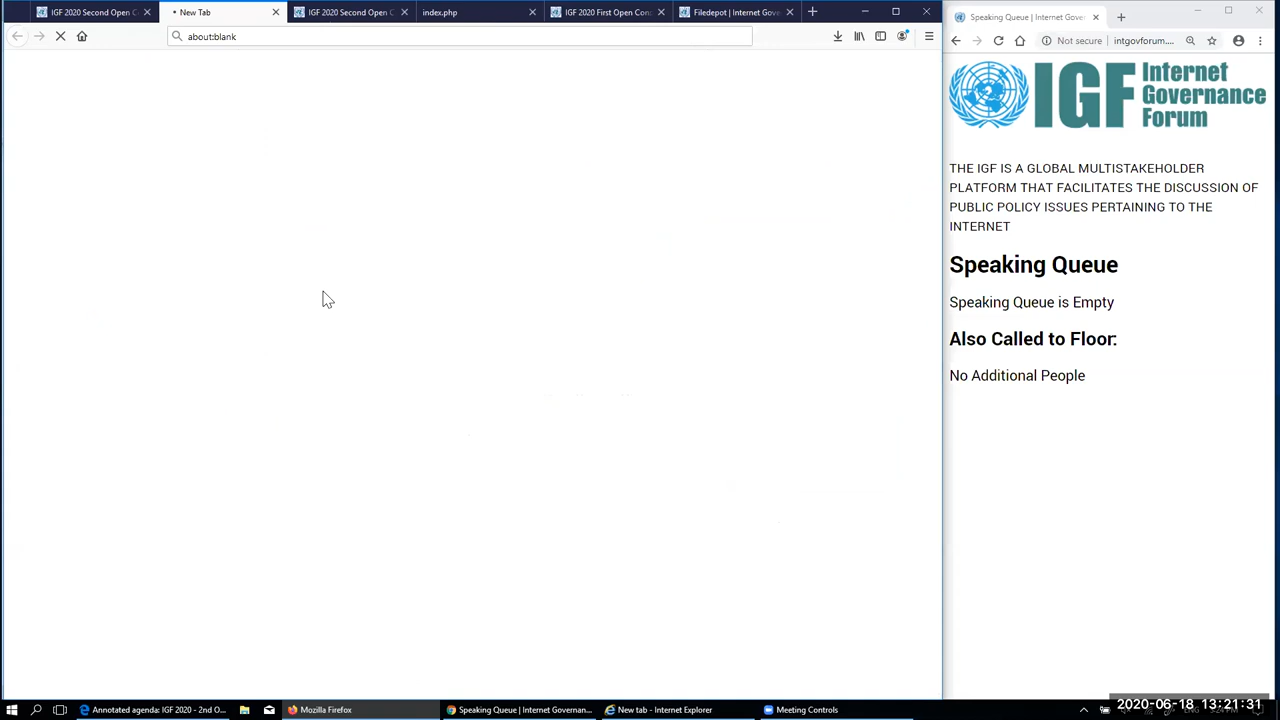 IGF 2020 Second Open C
New Tab
IGF 2020 Second Open C
index.php
IGF 2020 First Open Cons
Filedepot | Internet Gove
about:blank
Speaking Queue | Internet Gover
Not secure
intgovforum....
IGF
Internet
Governance
Forum
THE IGF IS A GLOBAL MULTISTAKEHOLDER
PLATFORM THAT FACILITATES THE DISCUSSION OF
PUBLIC POLICY ISSUES PERTAINING TO THE
INTERNET
Speaking Queue
Speaking Queue is Empty
Also Called to Floor:
No Additional People
Annotated agenda: IGF 2020 - 2nd O...
Mozilla Firefox
Speaking Queue | Internet Governan...
New tab - Internet Explorer
Meeting Controls
2020-06-18 13:21:31